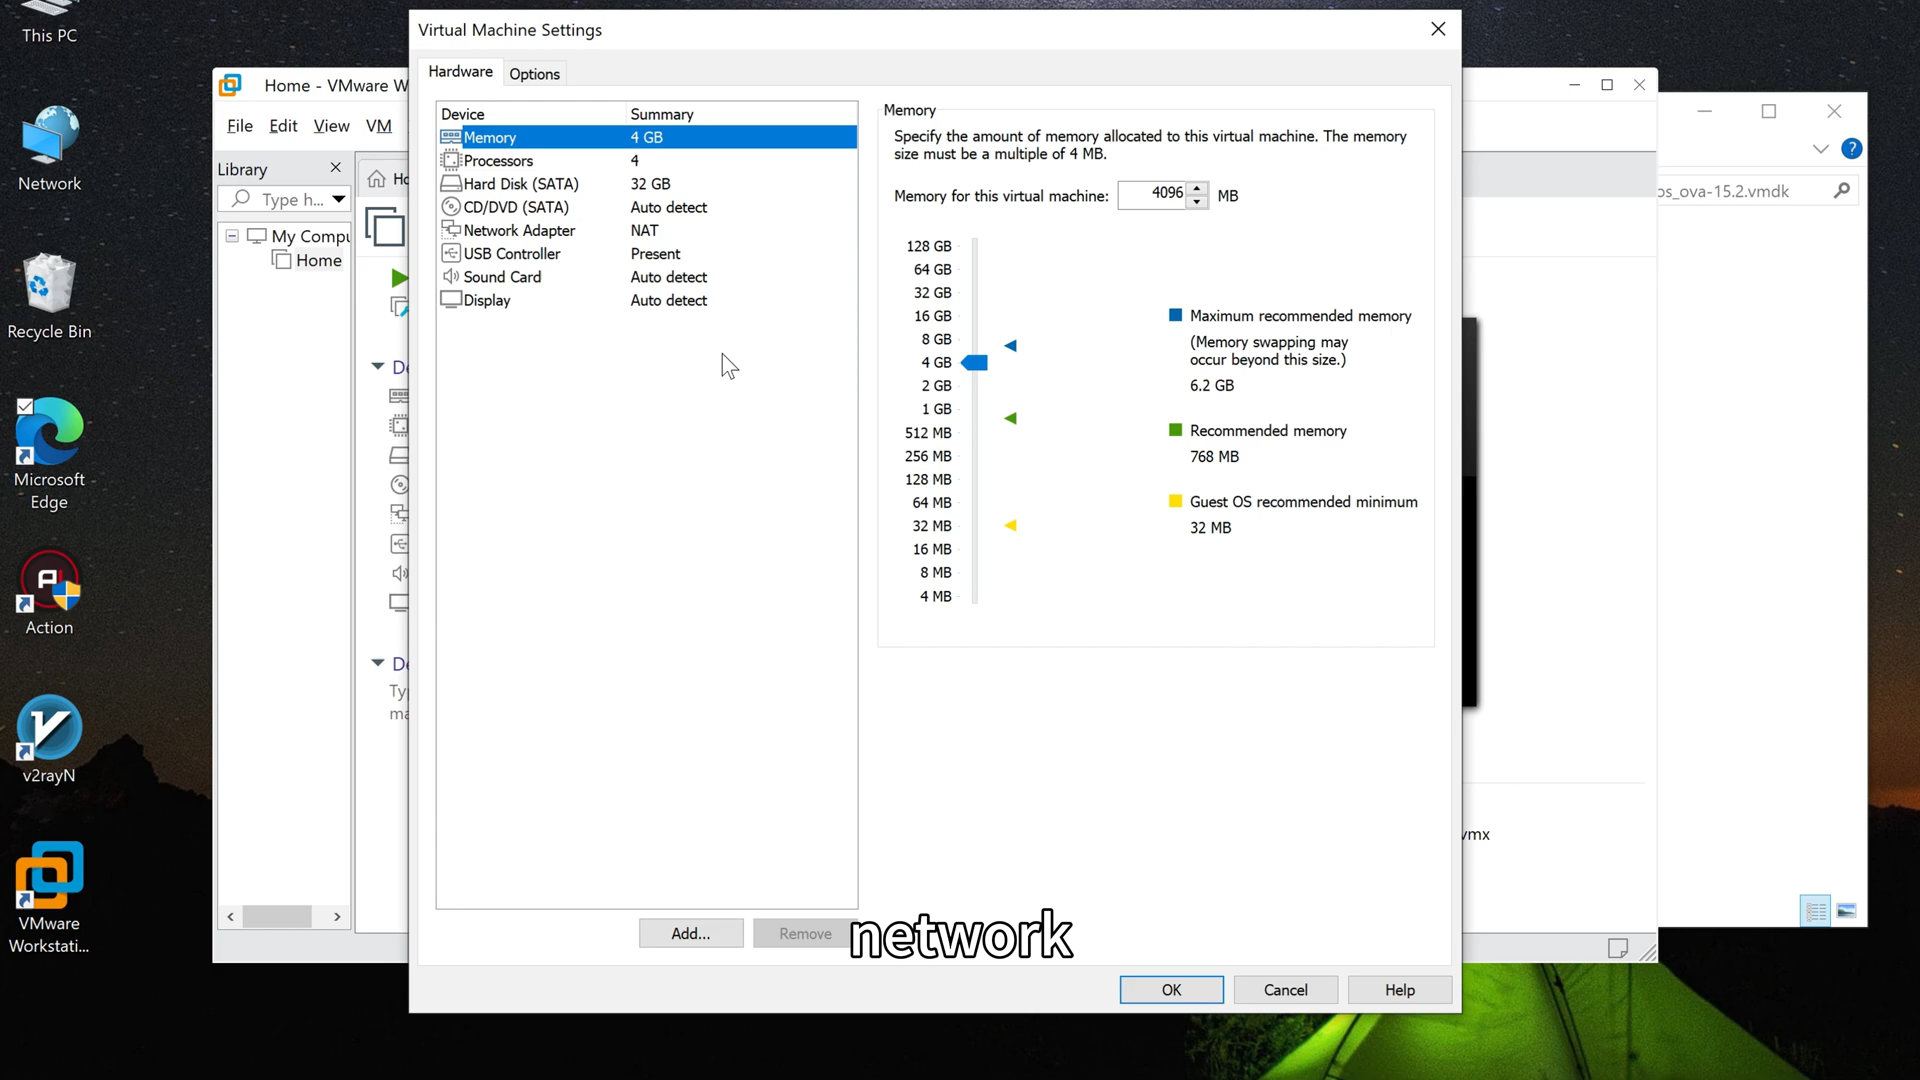 This PC
Network
Recycle Bin
Microsoft
Edge
Action
v2rayN
VMware
Workstati...
Home - VMware W
File Edit View VM
Library
Type h...
My Compu
Home
Virtual Machine Settings
Hardware Options
Device Summary
Memory 4 GB
Processors 4
Hard Disk (SATA) 32 GB
CD/DVD (SATA) Auto detect
Network Adapter NAT
USB Controller Present
Sound Card Auto detect
Display Auto detect
Add... Remove
Memory
Specify the amount of memory allocated to this virtual machine. The memory
size must be a multiple of 4 MB.
Memory for this virtual machine: 4096 MB
128 GB
64 GB
32 GB
16 GB
8 GB
4 GB
2 GB
1 GB
512 MB
256 MB
128 MB
64 MB
32 MB
16 MB
8 MB
4 MB
Maximum recommended memory
(Memory swapping may
occur beyond this size.)
6.2 GB
Recommended memory
768 MB
Guest OS recommended minimum
32 MB
network
OK Cancel Help
os_ova-15.2.vmdk
vmx